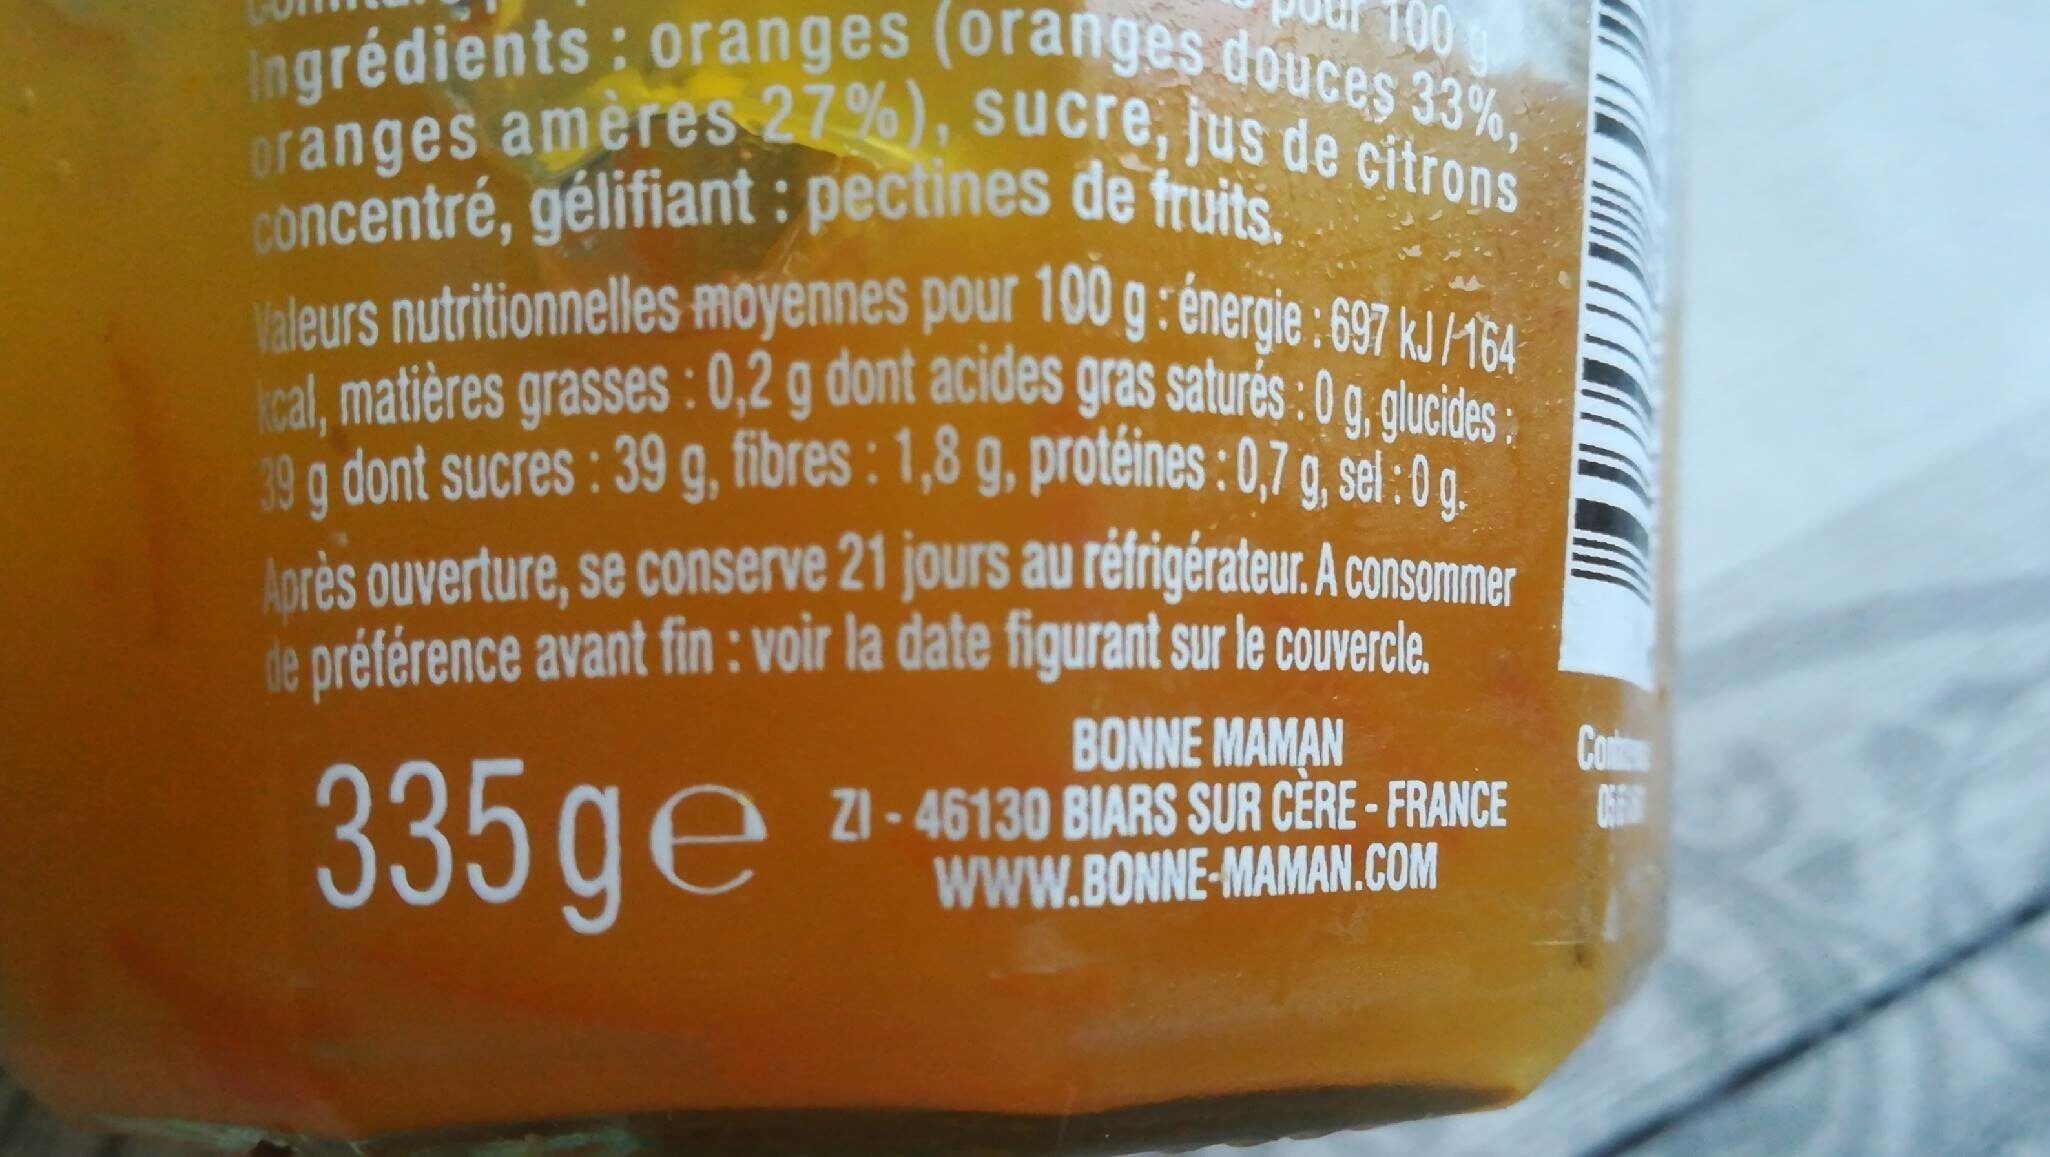 pour 100 g
Ingrédients : oranges (oranges douces 33%,
oranges amères 27%), sucre, jus de citrons
concentré, gélifiant : pectines de fruits.
Valeurs nutritionnelles moyennes pour 100 g : énergie : 697 kJ / 164
kcal, matières grasses : 0,2 g dont acides gras saturés : 0 g, glucides :
39 g dont sucres : 39 g, fibres : 1,8 g, protéines : 0,7 g, sel : 0 g.
Après ouverture, se conserve 21 jours au réfrigérateur. A consommer
de préférence avant fin : voir la date figurant sur le couvercle.
335 g e
BONNE MAMAN
ZI - 46130 BIARS SUR CÈRE - FRANCE
WWW.BONNE-MAMAN.COM